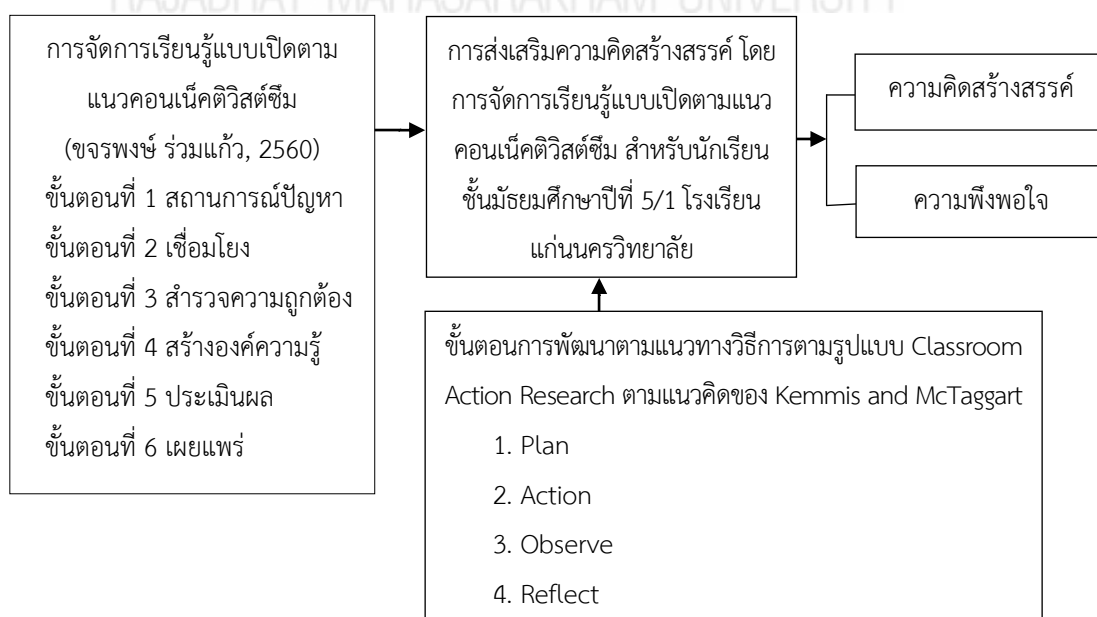 RAJABHAT MAHASARAKHAM UNIVERSITY
การจัดการเรียนรู้แบบเปิดตาม
แนวคอนเน็คติวิสต์ซึม
(ขจรพงษ์ ร่วมแก้ว, 2560)
ขั้นตอนที่ 1 สถานการณ์ปัญหา
ขั้นตอนที่ 2 เชื่อมโยง
ขั้นตอนที่ 3 สำรวจความถูกต้อง
ขั้นตอนที่ 4 สร้างองค์ความรู้
ขั้นตอนที่ 5 ประเมินผล
ขั้นตอนที่ 6 เผยแพร่
การส่งเสริมความคิดสร้างสรรค์ โดย
การจัดการเรียนรู้แบบเปิดตามแนว
คอนเน็คติวิสต์ซึม สำหรับนักเรียน
ชั้นมัธยมศึกษาปีที่ 5/1 โรงเรียน
แก่นนครวิทยาลัย
ความคิดสร้างสรรค์
ความพึงพอใจ
ขั้นตอนการพัฒนาตามแนวทางวิธีการตามรูปแบบ Classroom
Action Research ตามแนวคิดของ Kemmis and McTaggart
1. Plan
2. Action
3. Observe
4. Reflect